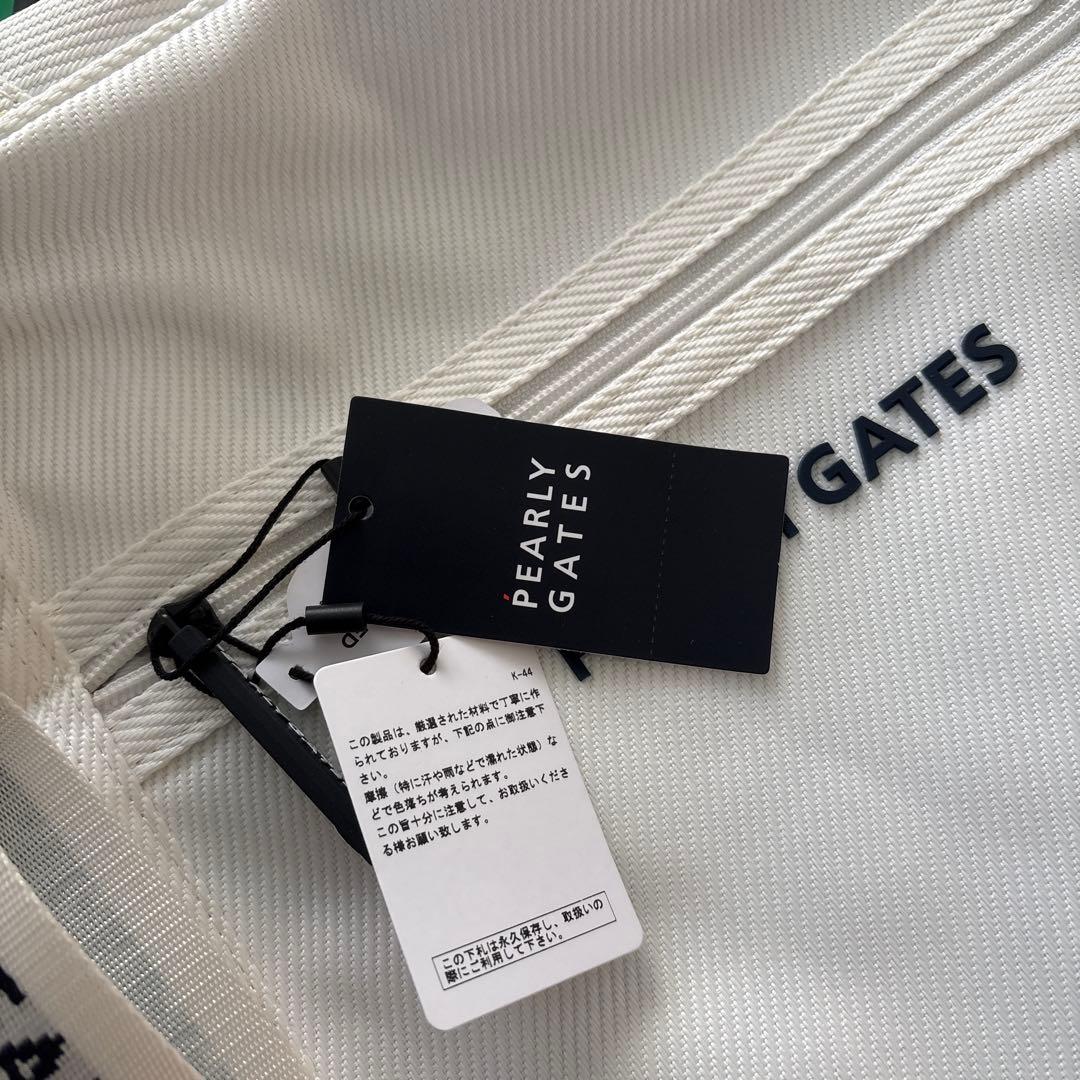 GATES
PEARLY
GATES
K-44
この製品は、厳選された材料で丁寧に作
られておりますが、下記の点に御注意下
さい。
摩擦（特に汗や雨などで濡れた状態）な
どで色落ちが考えられます。
この旨十分に注意して、お取扱いくださ
る様お願い致します。
この下札は永久保存し、取扱いの
際にご利用して下さい。